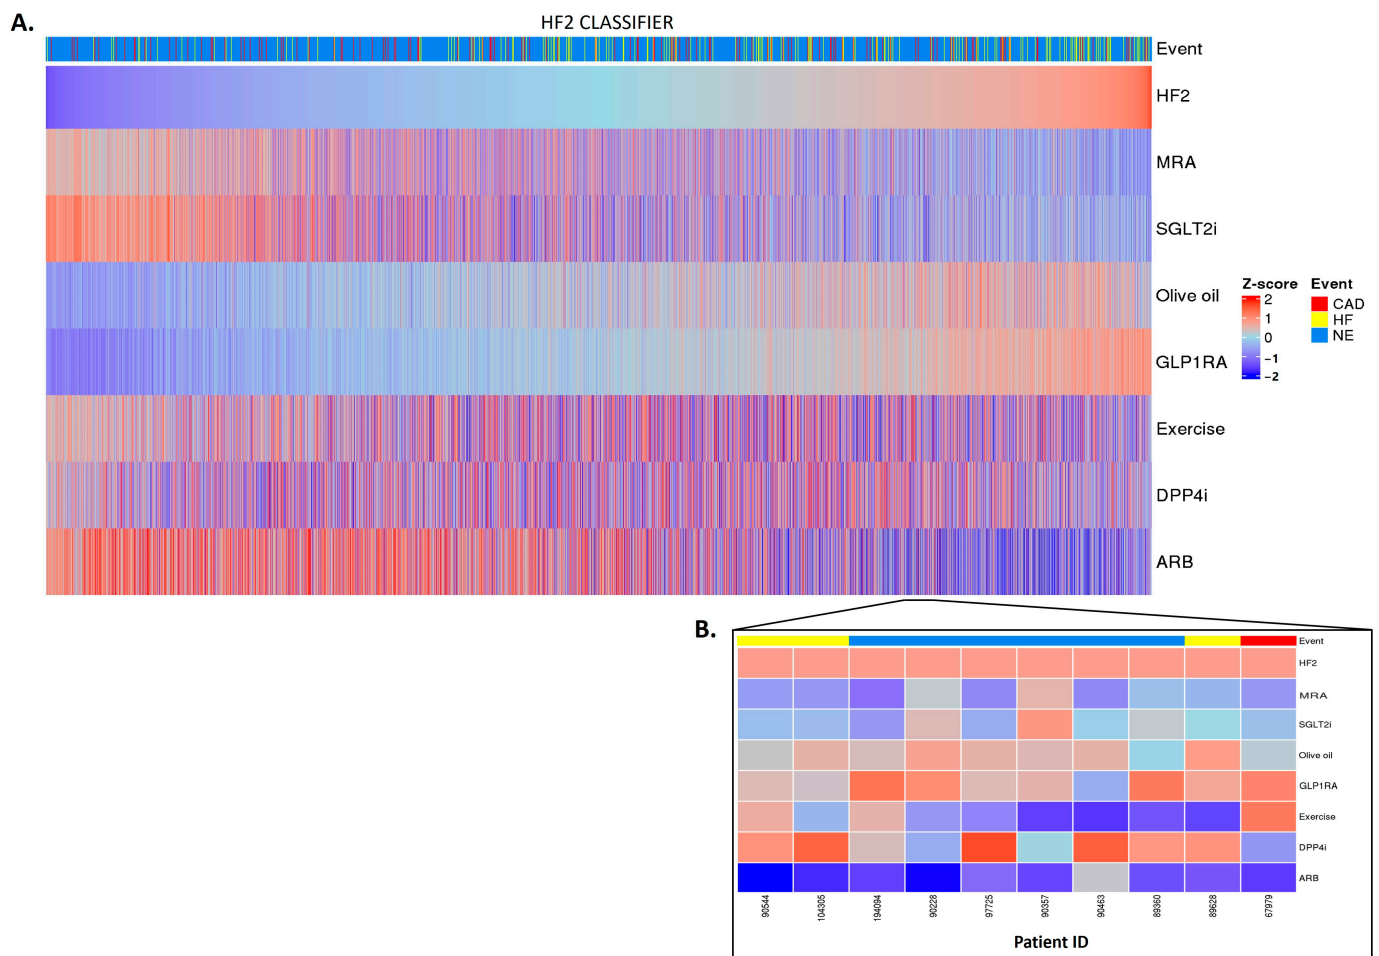 A.
HF2 CLASSIFIER
Event
HF2
MRA
SGLT2i
Olive oil
GLP1RA
Exercise
DPP4i
ARB
Z-score
2
1
0
-1
-2
Event
CAD
HF
NE
B.
Event
HF2
MRA
SGLT2i
Olive oil
GLP1RA
Exercise
DPP4i
ARB
90544
104305
194094
90228
97725
90357
90463
89360
89628
67979
Patient ID